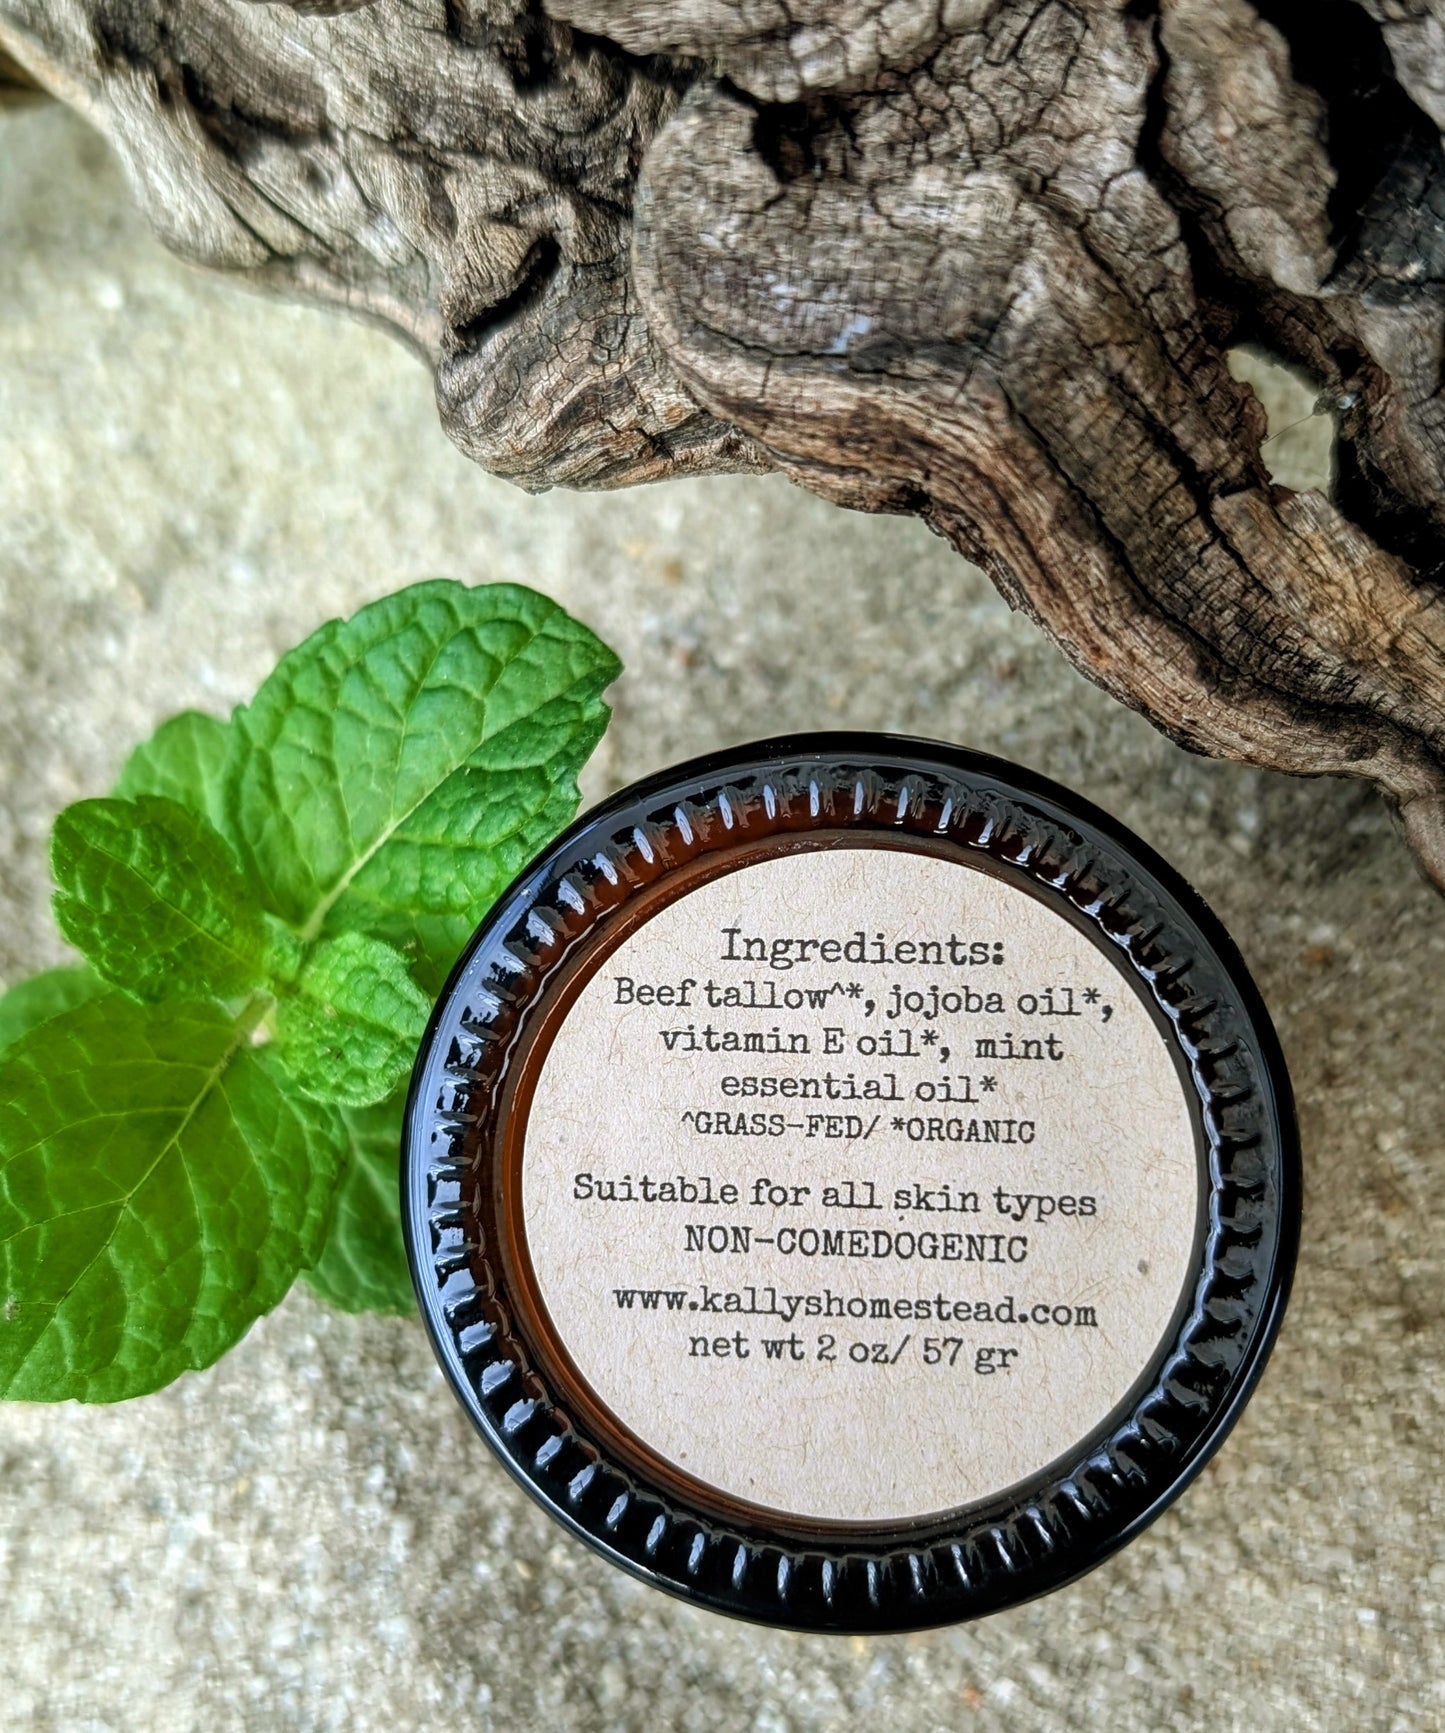 Ingredients:
Beef tallow^*, jojoba oil*,
vitamin E oil*, mint
essential oil*
^GRASS-FED/ *ORGANIC
Suitable for all skin types
NON-COMEDOGENIC
www.kallyshomestead.com
net wt 2 oz/ 57 gr